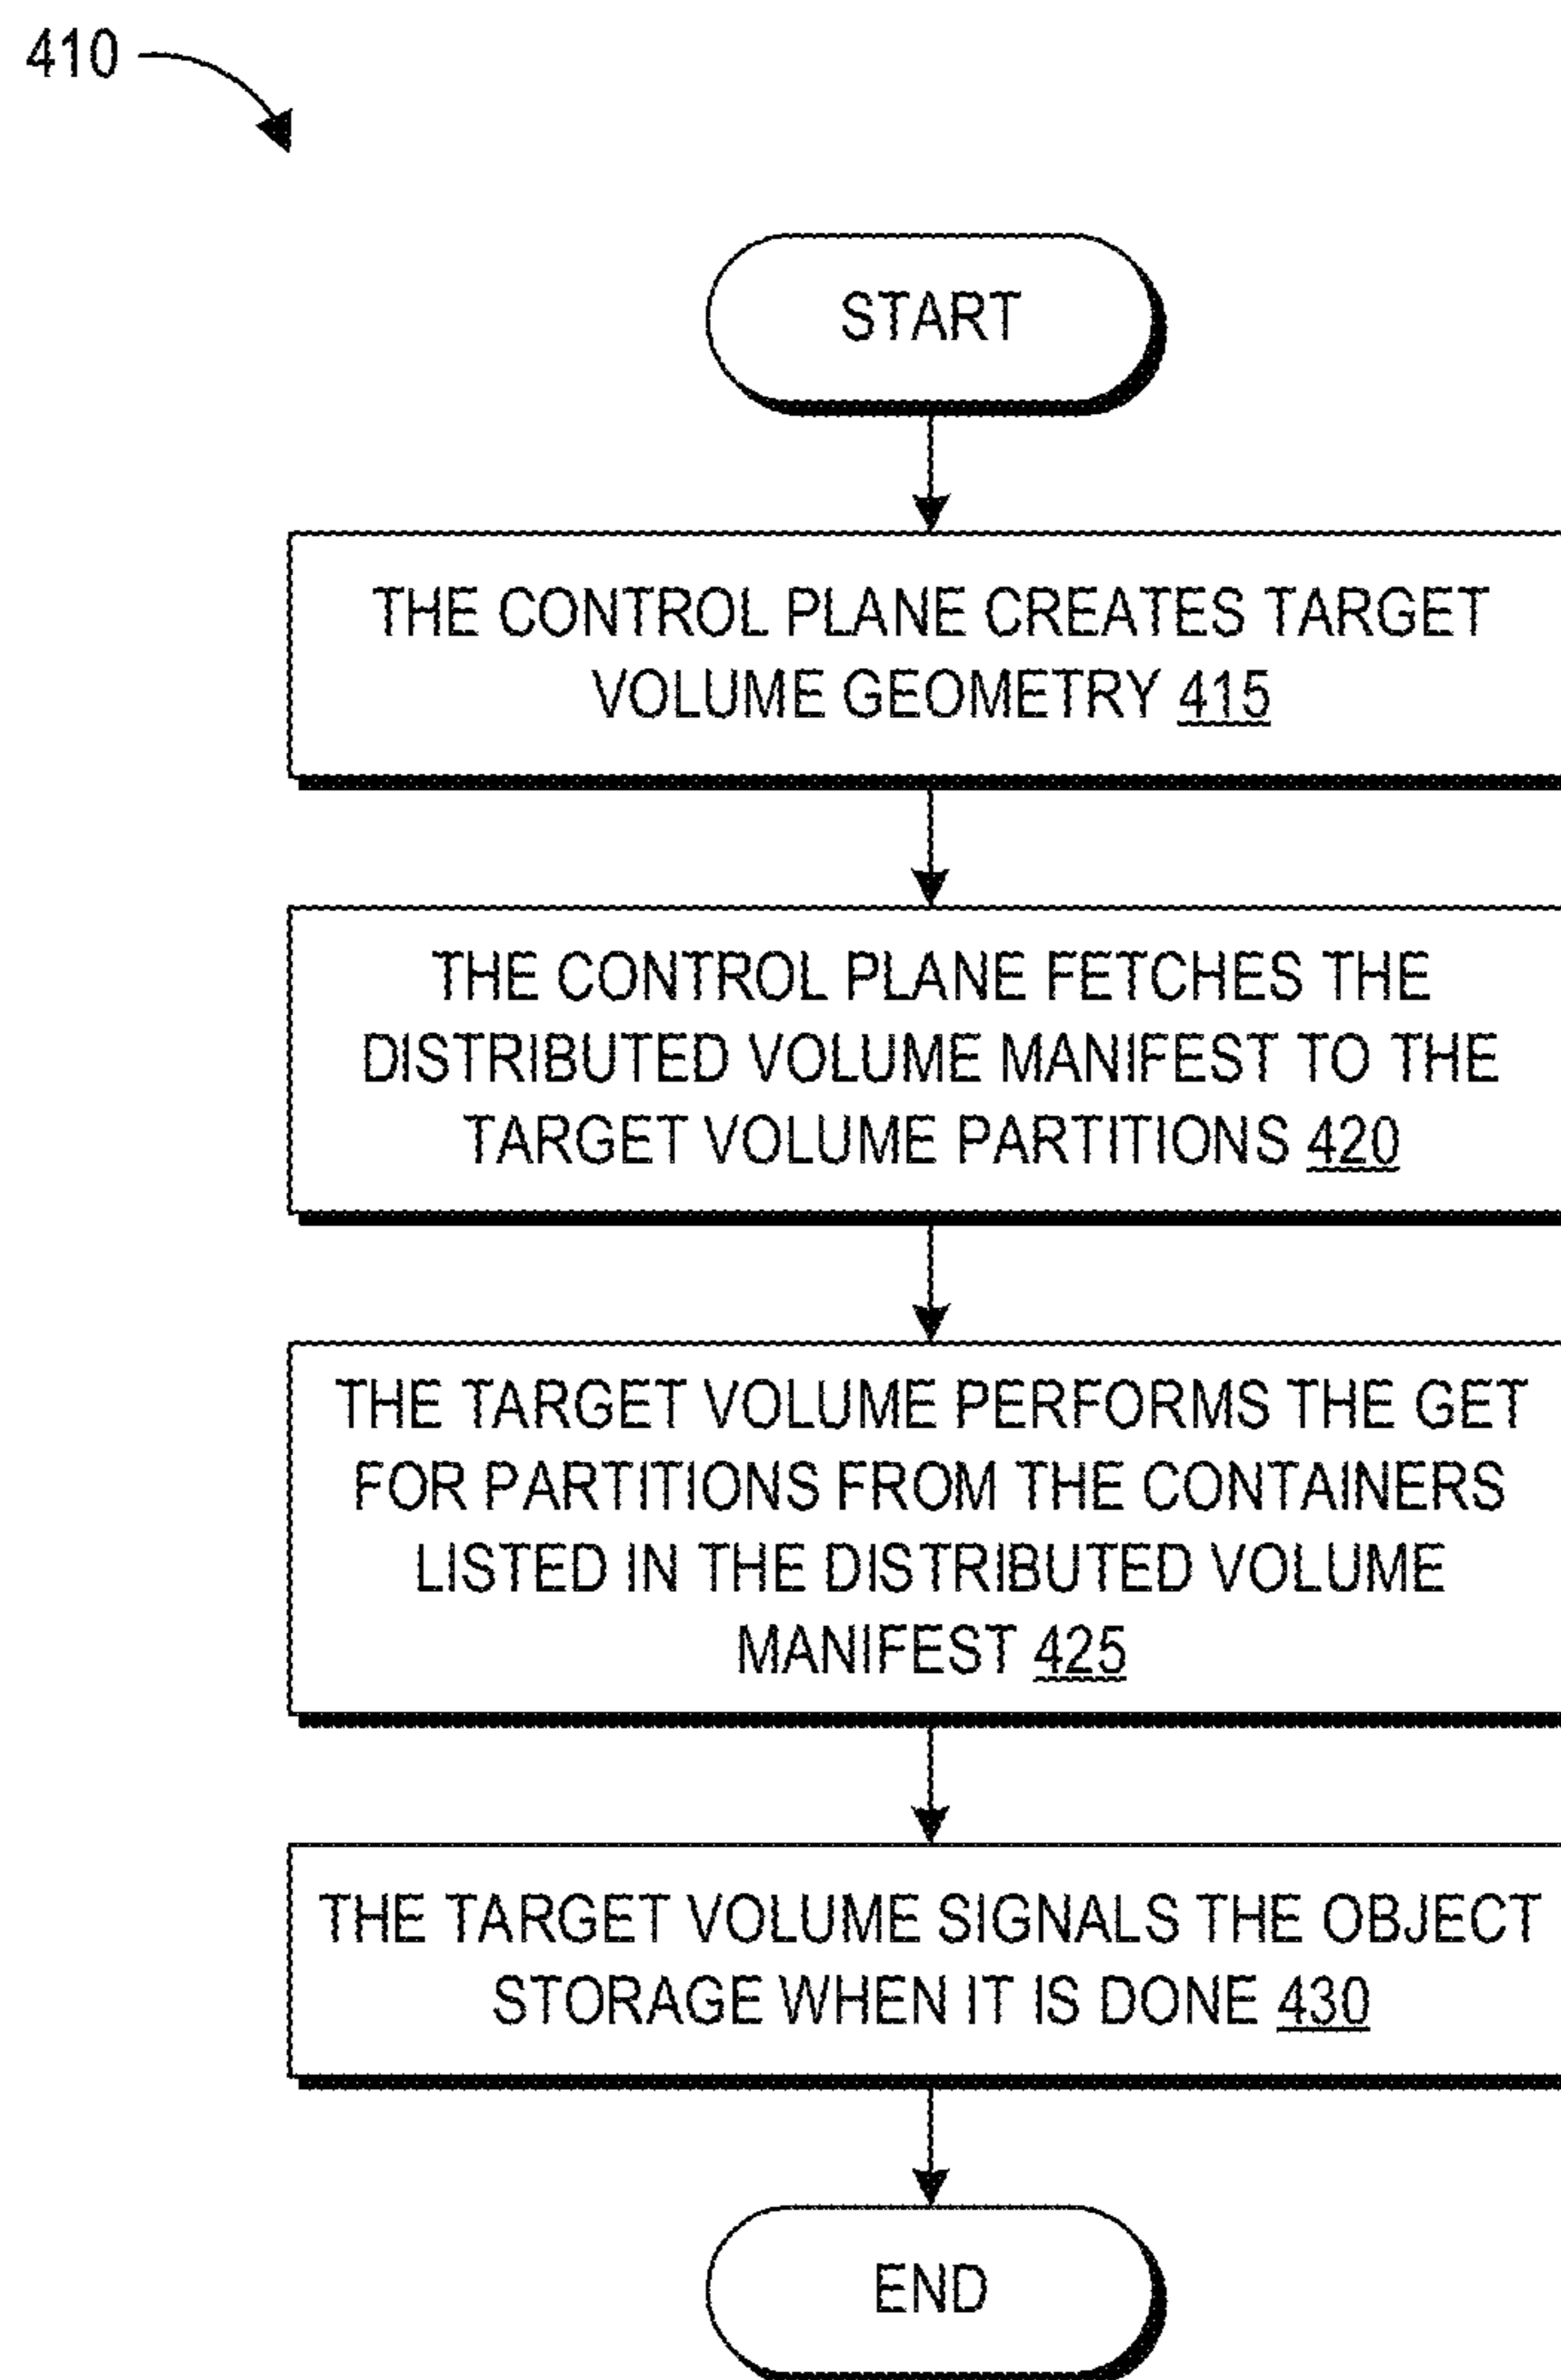 410
START
THE CONTROL PLANE CREATES TARGET
VOLUME GEOMETRY 415
THE CONTROL PLANE FETCHES THE
DISTRIBUTED VOLUME MANIFEST TO THE
TARGET VOLUME PARTITIONS 420
THE TARGET VOLUME PERFORMS THE GET
FOR PARTITIONS FROM THE CONTAINERS
LISTED IN THE DISTRIBUTED VOLUME
MANIFEST 425
THE TARGET VOLUME SIGNALS THE OBJECT
STORAGE WHEN IT IS DONE 430
END